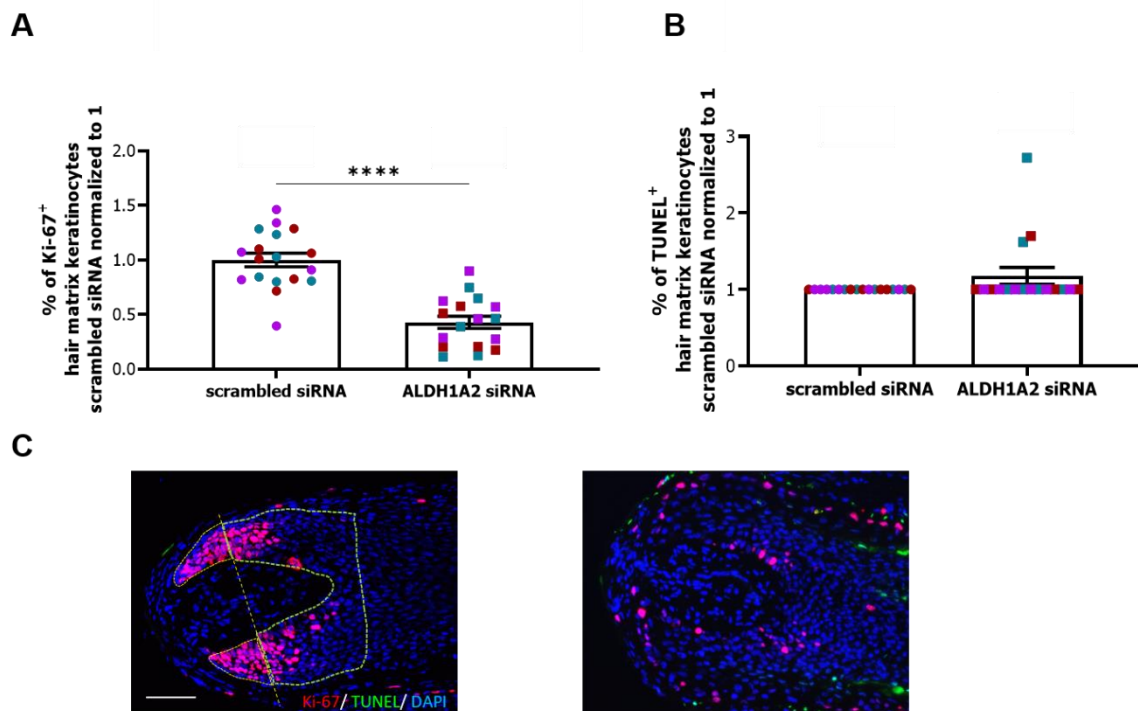 A
% of Ki-67+
hair matrix keratinocytes
scrambled siRNA normalized to 1
2.0
1.5
1.0
0.5
0.0
****
scrambled siRNA
ALDH1A2 siRNA
B
% of TUNEL+
hair matrix keratinocytes
scrambled siRNA normalized to 1
3
2
1
0
scrambled siRNA
ALDH1A2 siRNA
C
Ki-67/ TUNEL/ DAPI